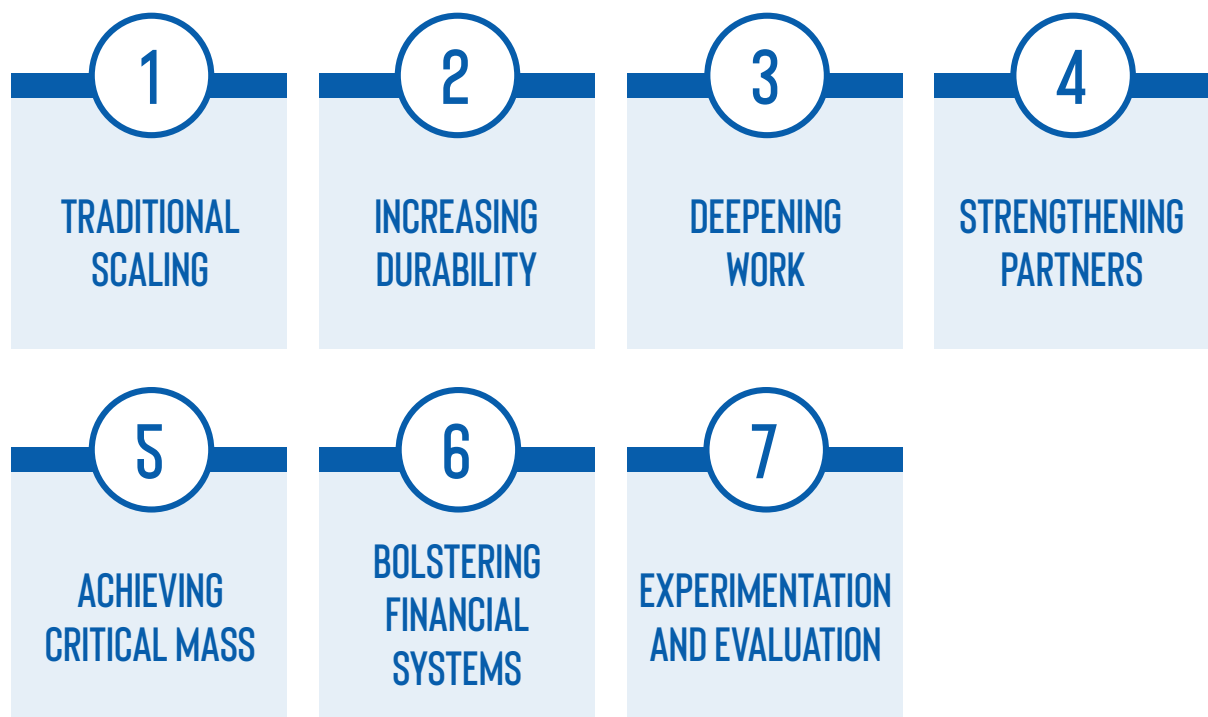 1
TRADITIONAL
SCALING
2
INCREASING
DURABILITY
3
DEEPENING
WORK
4
STRENGTHENING
PARTNERS
5
ACHIEVING
CRITICAL MASS
6
BOLSTERING
FINANCIAL
SYSTEMS
7
EXPERIMENTATION
AND EVALUATION